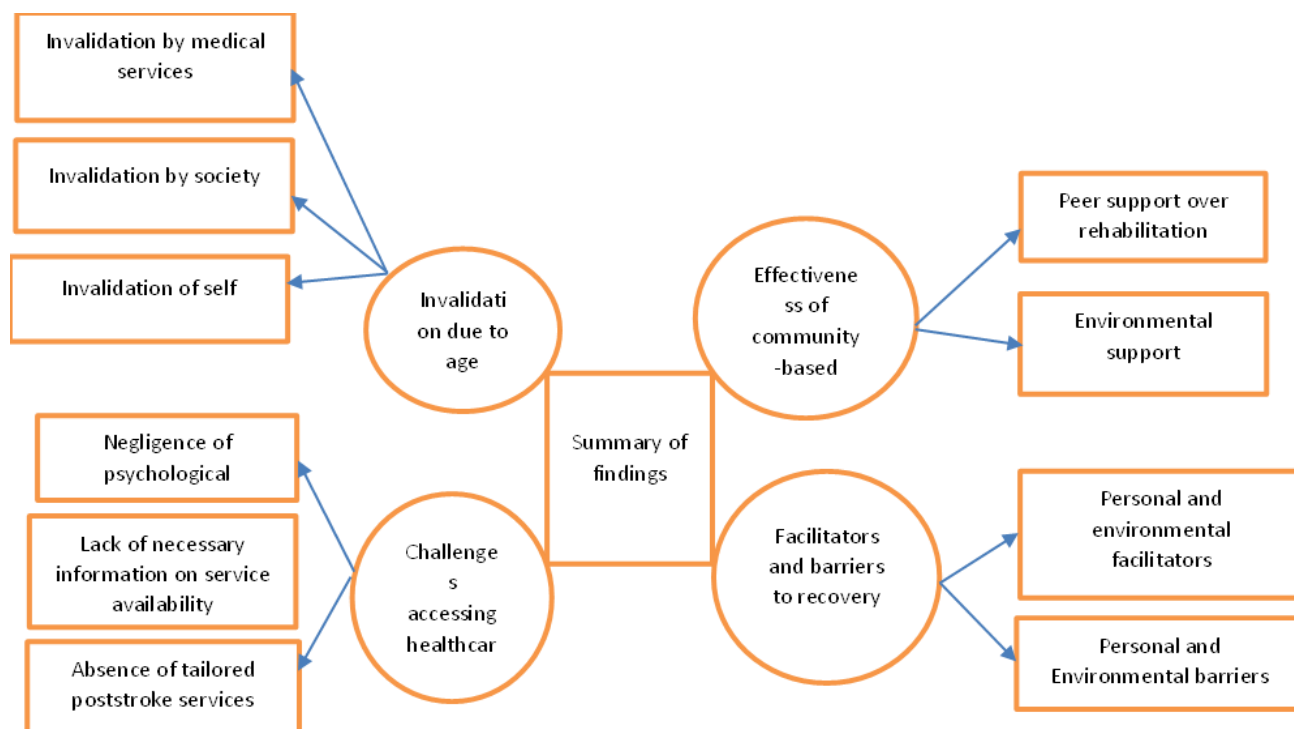 Invalidation by medical
services
Invalidation by society
Invalidation of self
Invalidati
on due to
age
Negligence of
psychological
Lack of necessary
information on service
availability
Absence of tailored
poststroke services
Challenge
s
accessing
healthcar
Summary of
findings
Effectivene
ss of
community
-based
Peer support over
rehabilitation
Environmental
support
Facilitators
and barriers
to recovery
Personal and
environmental
facilitators
Personal and
Environmental barriers